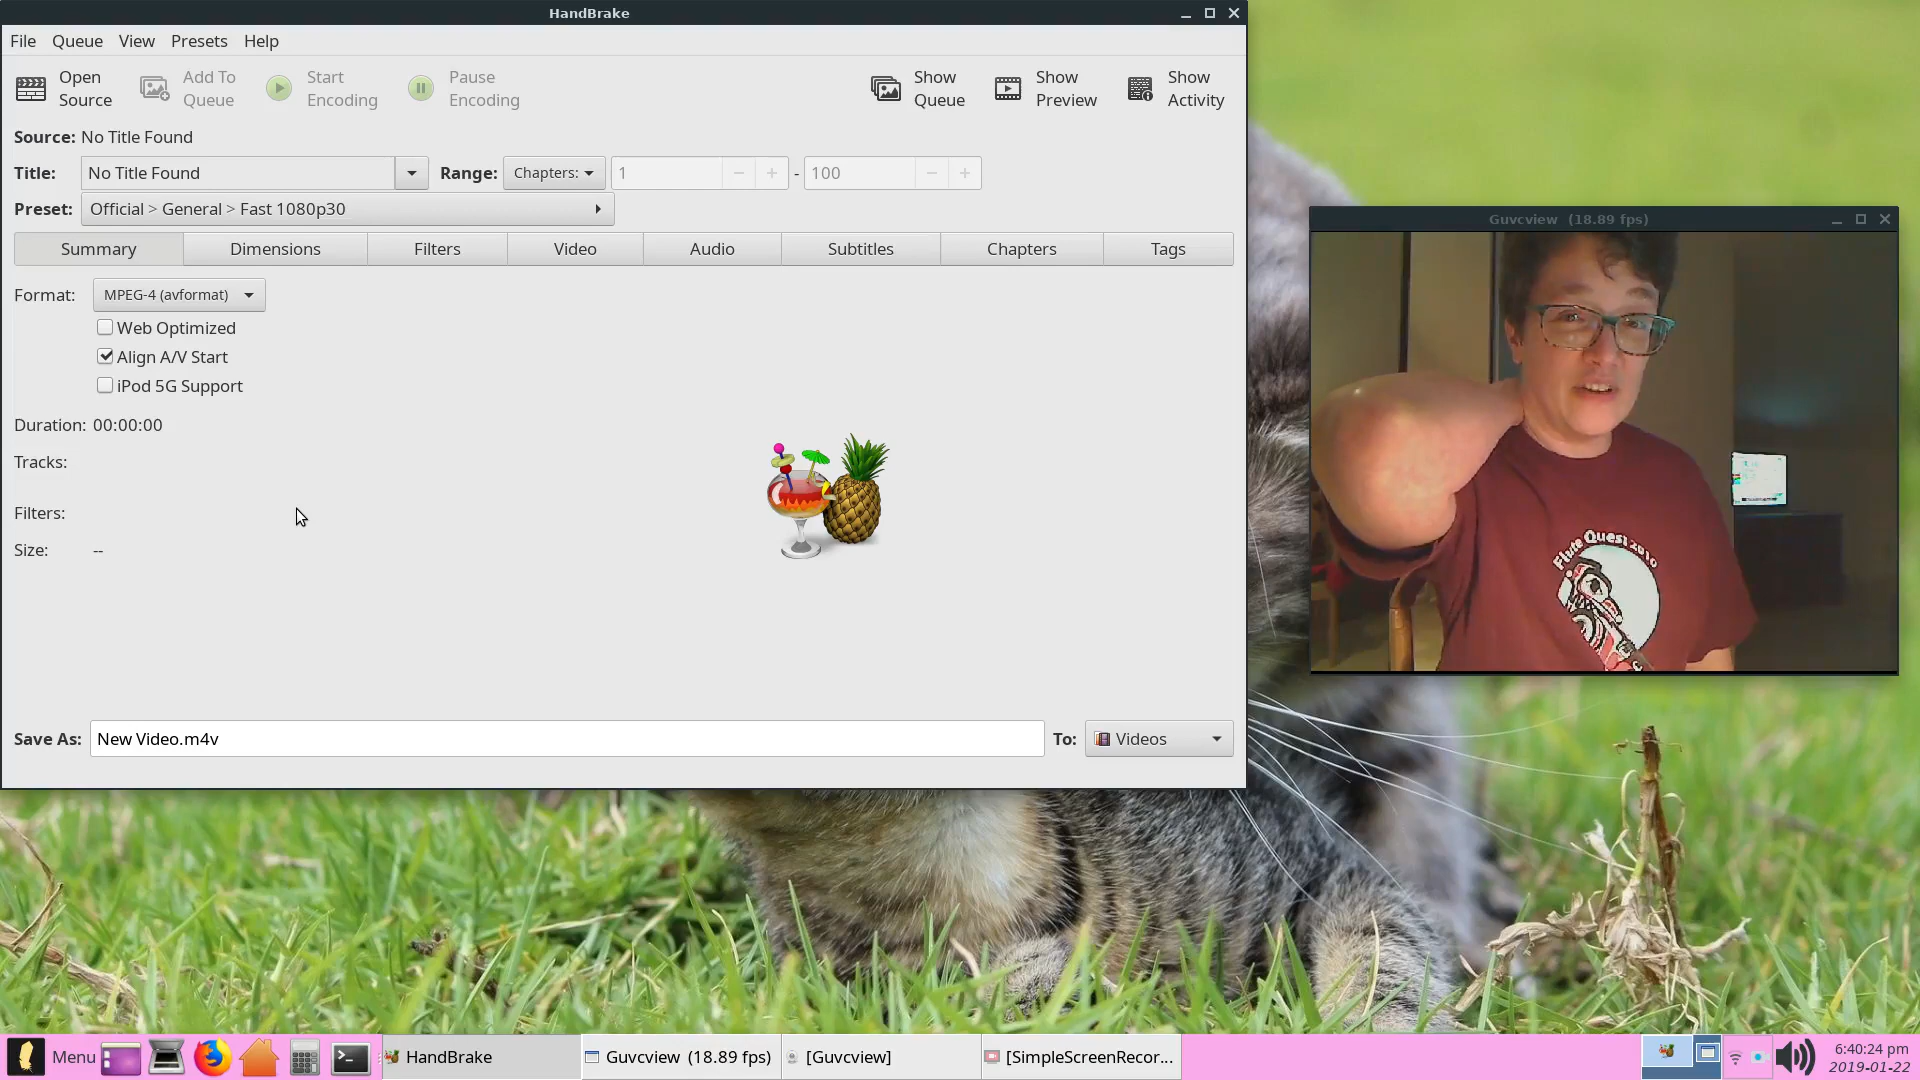 HandBrake
File Queue View Presets Help
Open Source
Add To Queue
Start Encoding
Pause Encoding
Show Queue
Show Preview
Show Activity
Source: No Title Found
Title: No Title Found Range: Chapters: 1 - 100
Preset: Official > General > Fast 1080p30
Summary Dimensions Filters Video Audio Subtitles Chapters Tags
Format: MPEG-4 (avformat)
Web Optimized
Align A/V Start
iPod 5G Support
Duration: 00:00:00
Tracks:
Filters:
Size: --
Save As: New Video.m4v To: Videos
Guvcview (18.89 fps)
Flute Quest 2010
Menu HandBrake Guvcview (18.89 fps) [Guvcview] [SimpleScreenRecor...
6:40:24 pm
2019-01-22